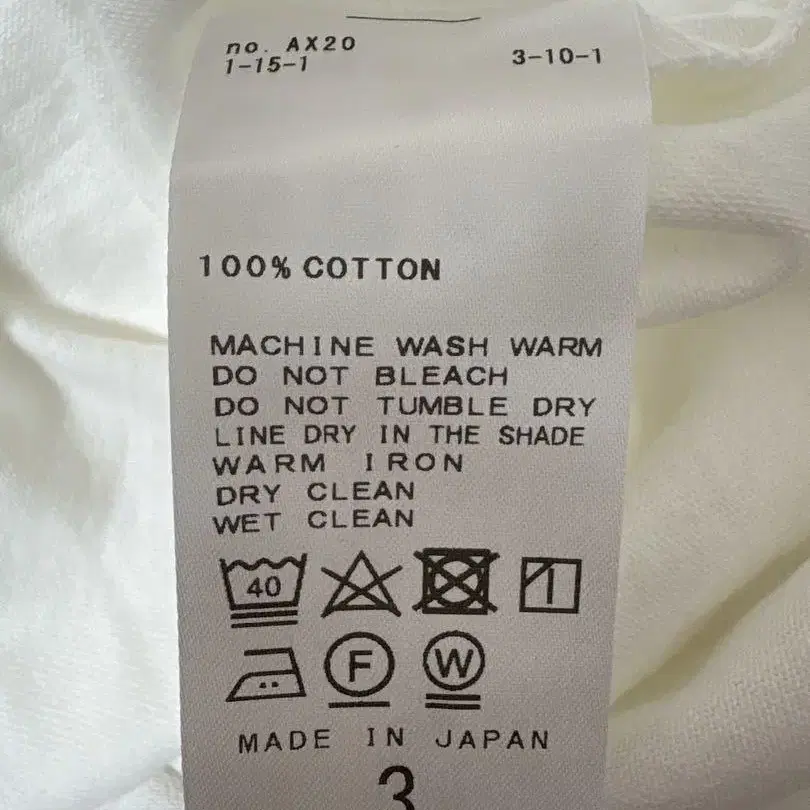 no. AX20
1-15-1 3-10-1
100% COTTON
MACHINE WASH WARM
DO NOT BLEACH
DO NOT TUMBLE DRY
LINE DRY IN THE SHADE
WARM IRON
DRY CLEAN
WET CLEAN
40
F W
MADE IN JAPAN
3